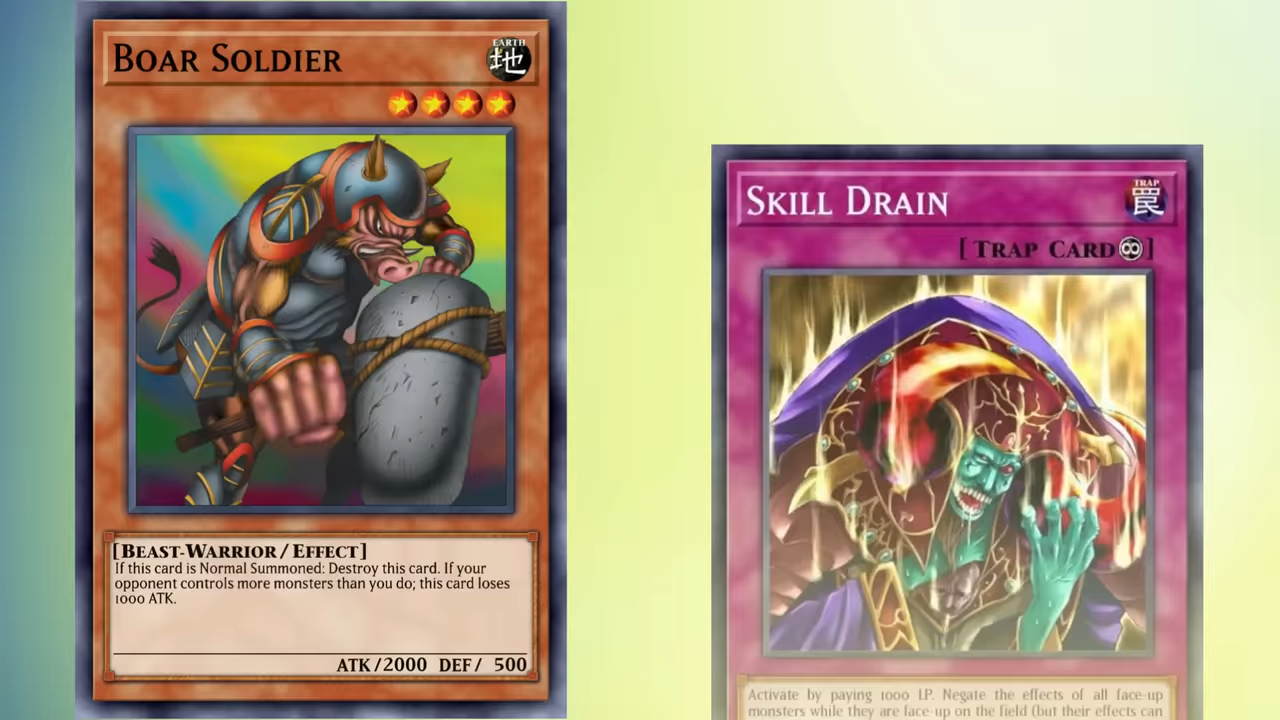 BOAR SOLDIER
EARTH
地
[BEAST-WARRIOR/EFFECT]
If this card is Normal Summoned: Destroy this card. If your
opponent controls more monsters than you do; this card loses
1000 ATK.
ATK/2000 DEF/ 500
SKILL DRAIN
TRAP
罠
[TRAP CARD]
Activate by paying 1000 LP. Negate the effects of all face-up
monsters while they are face-up on the field (but their effects can